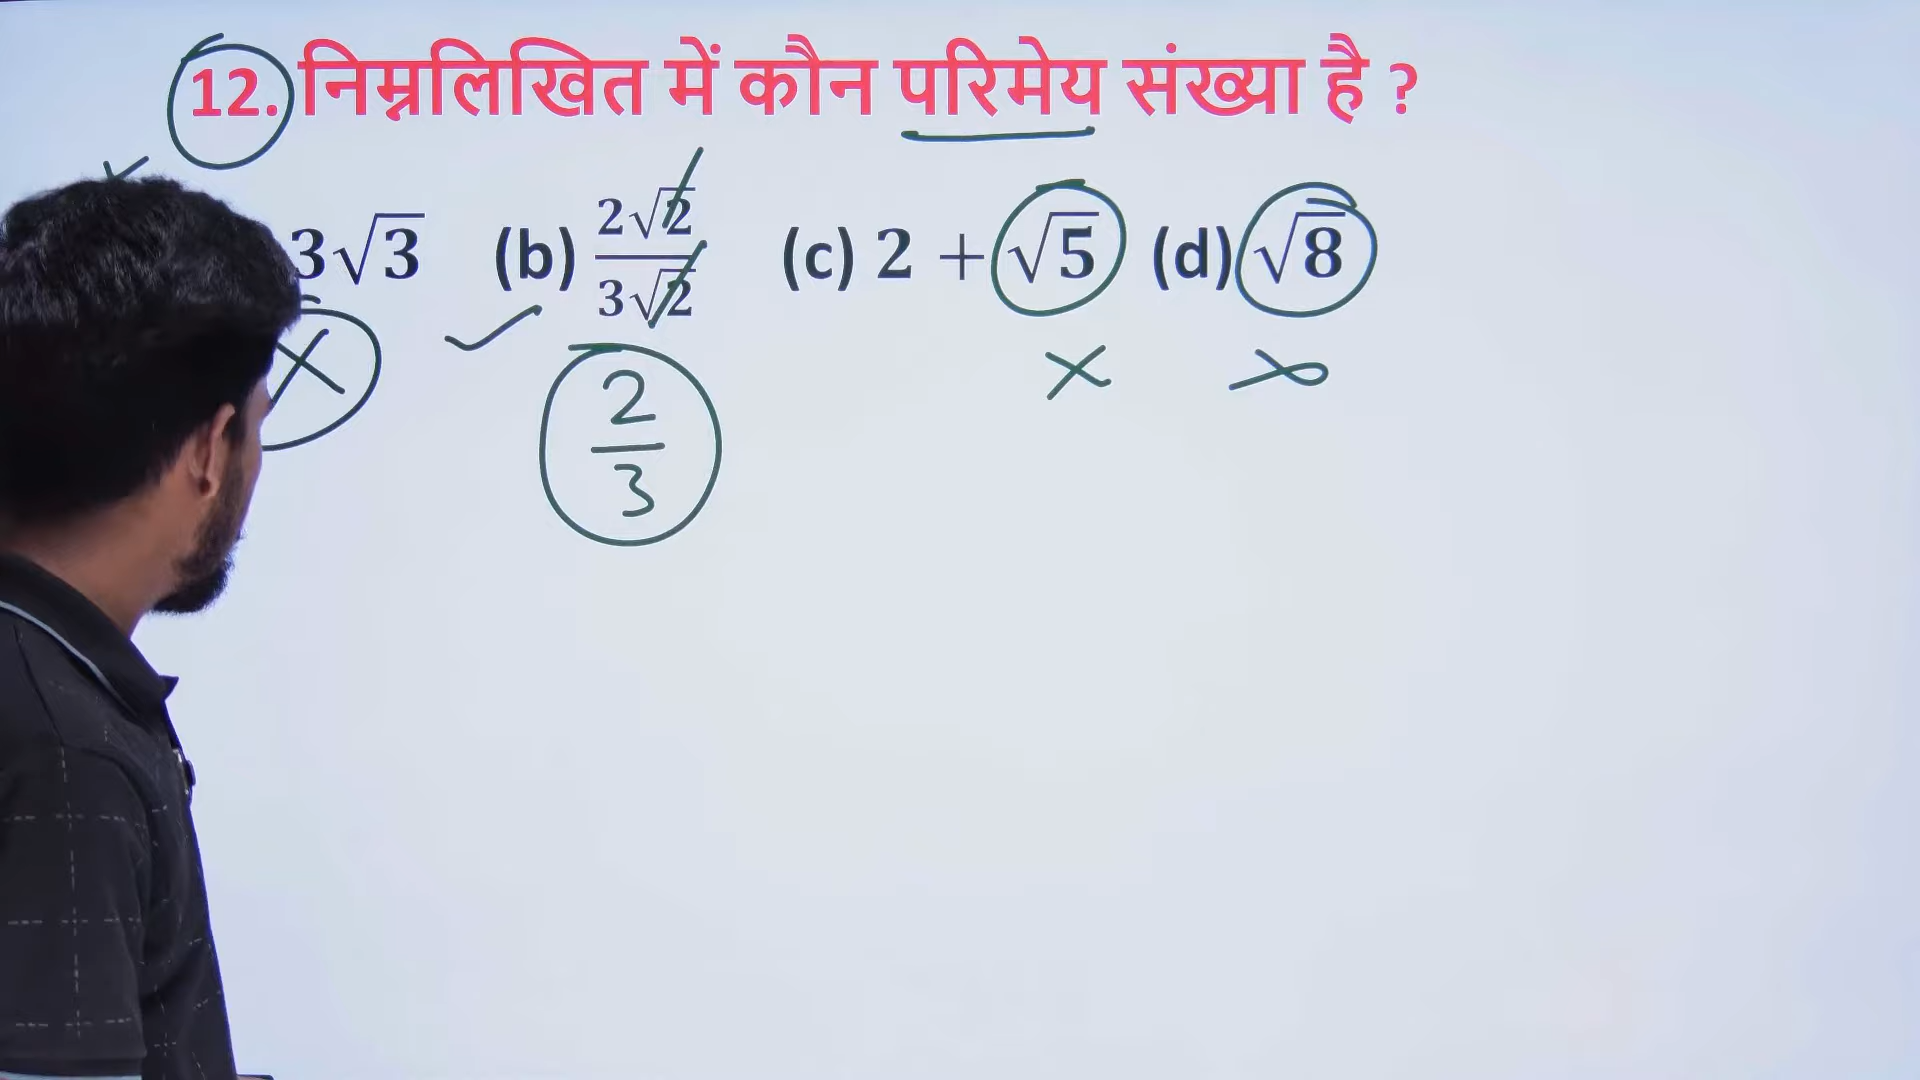 12. निम्नलिखित में कौन परिमेय संख्या है ?
3√3 (b) 2√2/3√2 (c) 2 + √5 (d) √8
2/3